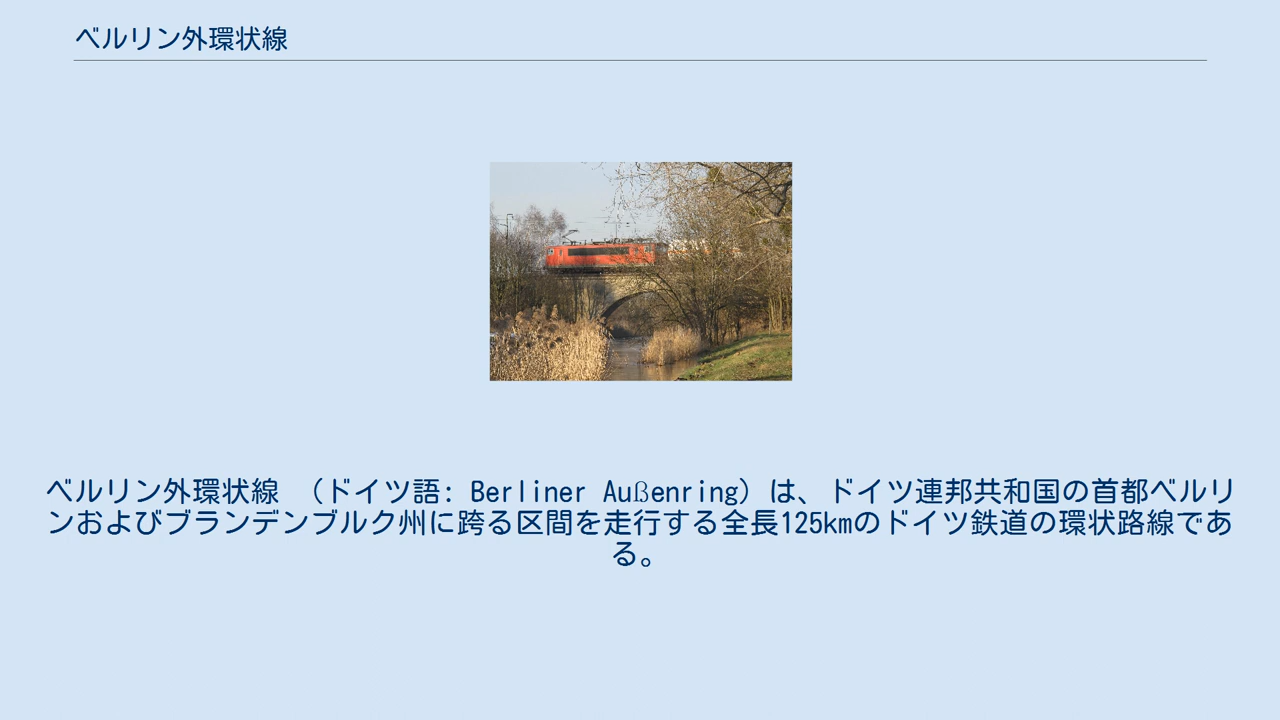 ベルリン外環状線
ベルリン外環状線　（ドイツ語: Berliner Außenring）は、ドイツ連邦共和国の首都ベルリ
ンおよびブランデンブルク州に跨る区間を走行する全長125kmのドイツ鉄道の環状路線であ
る。